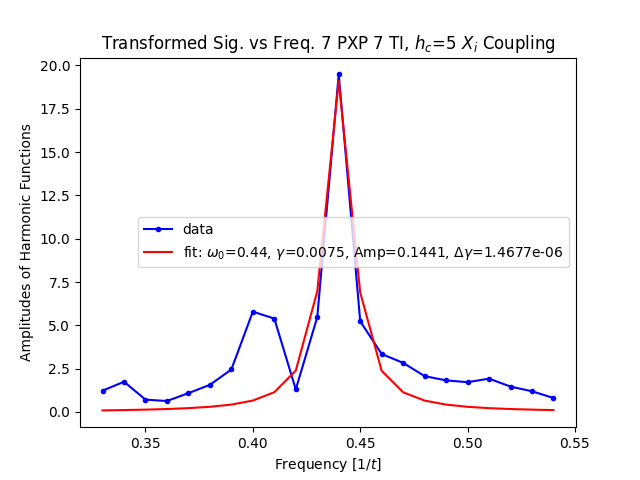 Transformed Sig. vs Freq. 7 PXP 7 TI, $h_c$=5 $X_i$ Coupling
20.0
17.5
15.0
12.5
10.0
7.5
5.0
2.5
0.0
Amplitudes of Harmonic Functions
data
fit: $\omega_0$=0.44, $\gamma$=0.0075, Amp=0.1441, $\Delta\gamma$=1.4677e-06
0.35
0.40
0.45
0.50
0.55
Frequency [1/$t$]